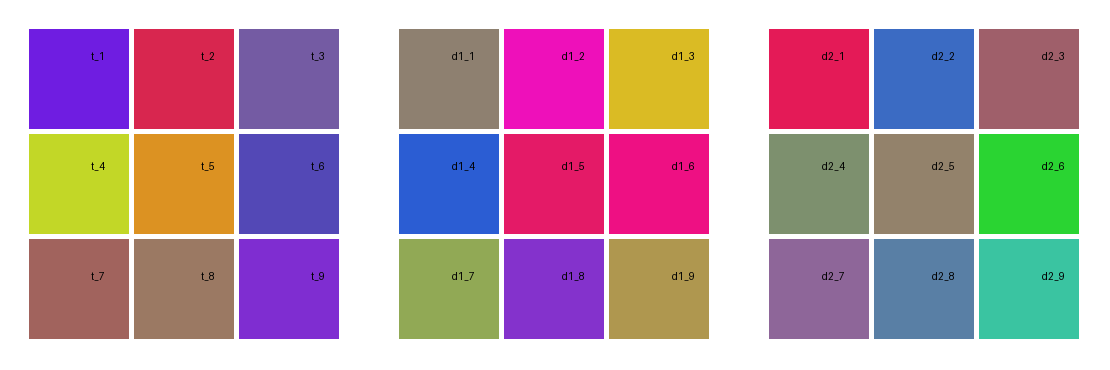 t_1 t_2 t_3
t_4 t_5 t_6
t_7 t_8 t_9
d1_1 d1_2 d1_3
d1_4 d1_5 d1_6
d1_7 d1_8 d1_9
d2_1 d2_2 d2_3
d2_4 d2_5 d2_6
d2_7 d2_8 d2_9